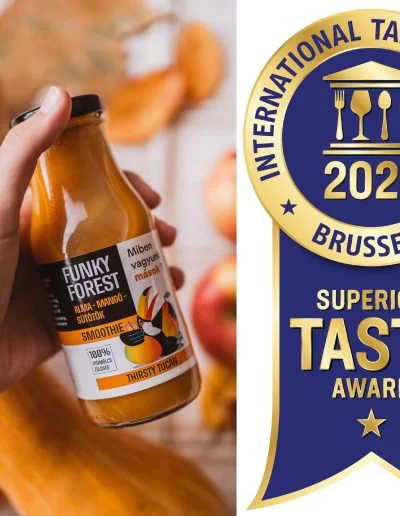 FUNKY
FOREST
ALMA - MANGÓ -
SÜTŐTÖK
SMOOTHIE
100%
THIRSTY TUCAN
Miben
vagyunk
mások?
INTERNATIONAL TA
202
BRUSSE
SUPERIO
TAST
AWAR